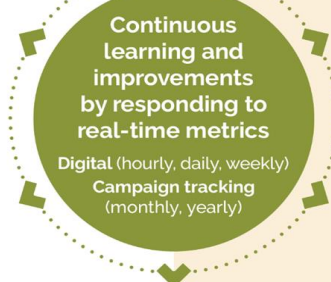 Continuous
learning and
improvements
by responding to
real-time metrics
Digital (hourly, daily, weekly)
Campaign tracking
(monthly, yearly)